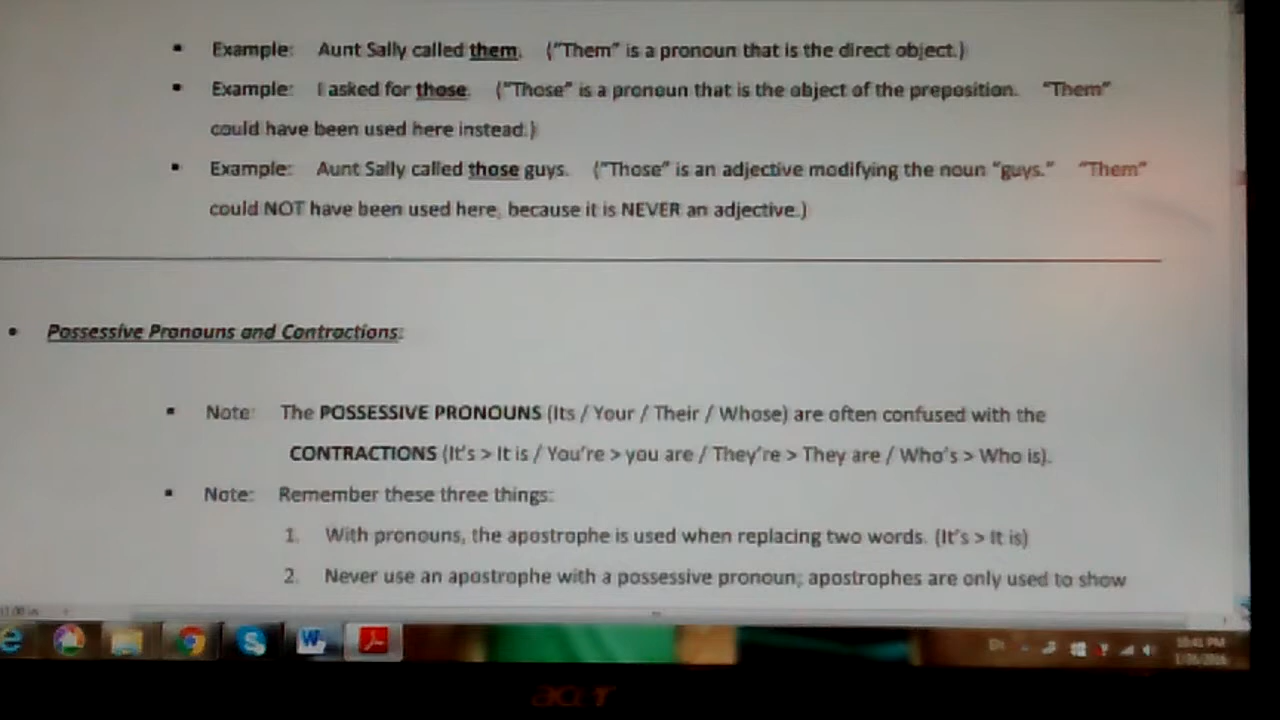 ▪ Example: Aunt Sally called them. ("Them" is a pronoun that is the direct object.)
▪ Example: I asked for those. ("Those" is a pronoun that is the object of the preposition. "Them"
could have been used here instead.)
▪ Example: Aunt Sally called those guys. ("Those" is an adjective modifying the noun "guys." "Them"
could NOT have been used here, because it is NEVER an adjective.)
• Possessive Pronouns and Contractions:
▪ Note: The POSSESSIVE PRONOUNS (Its / Your / Their / Whose) are often confused with the
CONTRACTIONS (It's > It is / You're > you are / They're > They are / Who's > Who is).
▪ Note: Remember these three things:
1. With pronouns, the apostrophe is used when replacing two words. (It's > It is)
2. Never use an apostrophe with a possessive pronoun; apostrophes are only used to show
10:41 PM
acer